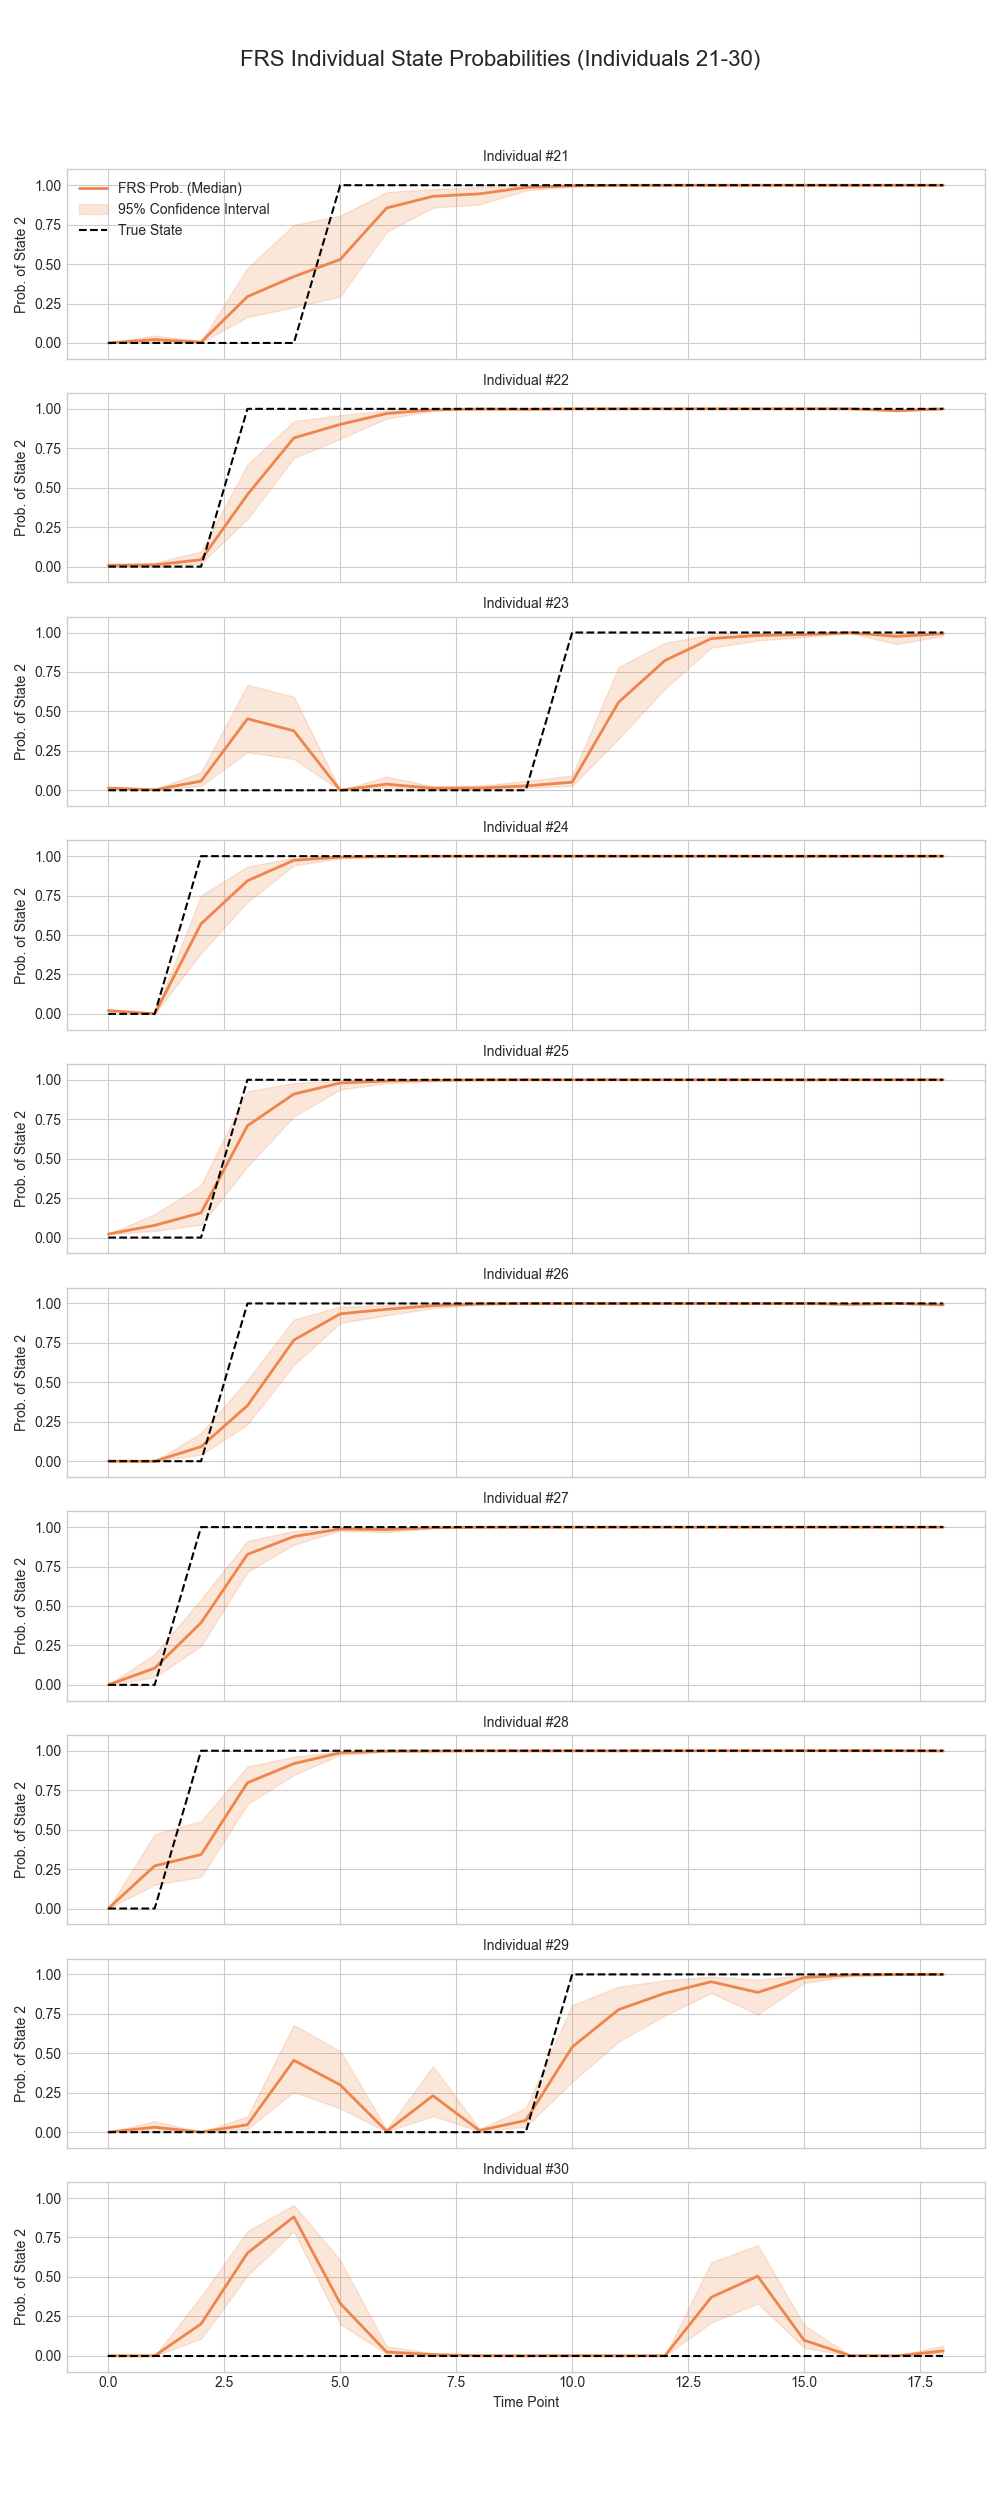 FRS Individual State Probabilities (Individuals 21-30)
Individual #21
FRS Prob. (Median)
95% Confidence Interval
True State
Prob. of State 2
1.00
0.75
0.50
0.25
0.00
Individual #22
Prob. of State 2
1.00
0.75
0.50
0.25
0.00
Individual #23
Prob. of State 2
1.00
0.75
0.50
0.25
0.00
Individual #24
Prob. of State 2
1.00
0.75
0.50
0.25
0.00
Individual #25
Prob. of State 2
1.00
0.75
0.50
0.25
0.00
Individual #26
Prob. of State 2
1.00
0.75
0.50
0.25
0.00
Individual #27
Prob. of State 2
1.00
0.75
0.50
0.25
0.00
Individual #28
Prob. of State 2
1.00
0.75
0.50
0.25
0.00
Individual #29
Prob. of State 2
1.00
0.75
0.50
0.25
0.00
Individual #30
Prob. of State 2
1.00
0.75
0.50
0.25
0.00
0.0 2.5 5.0 7.5 10.0 12.5 15.0 17.5
Time Point